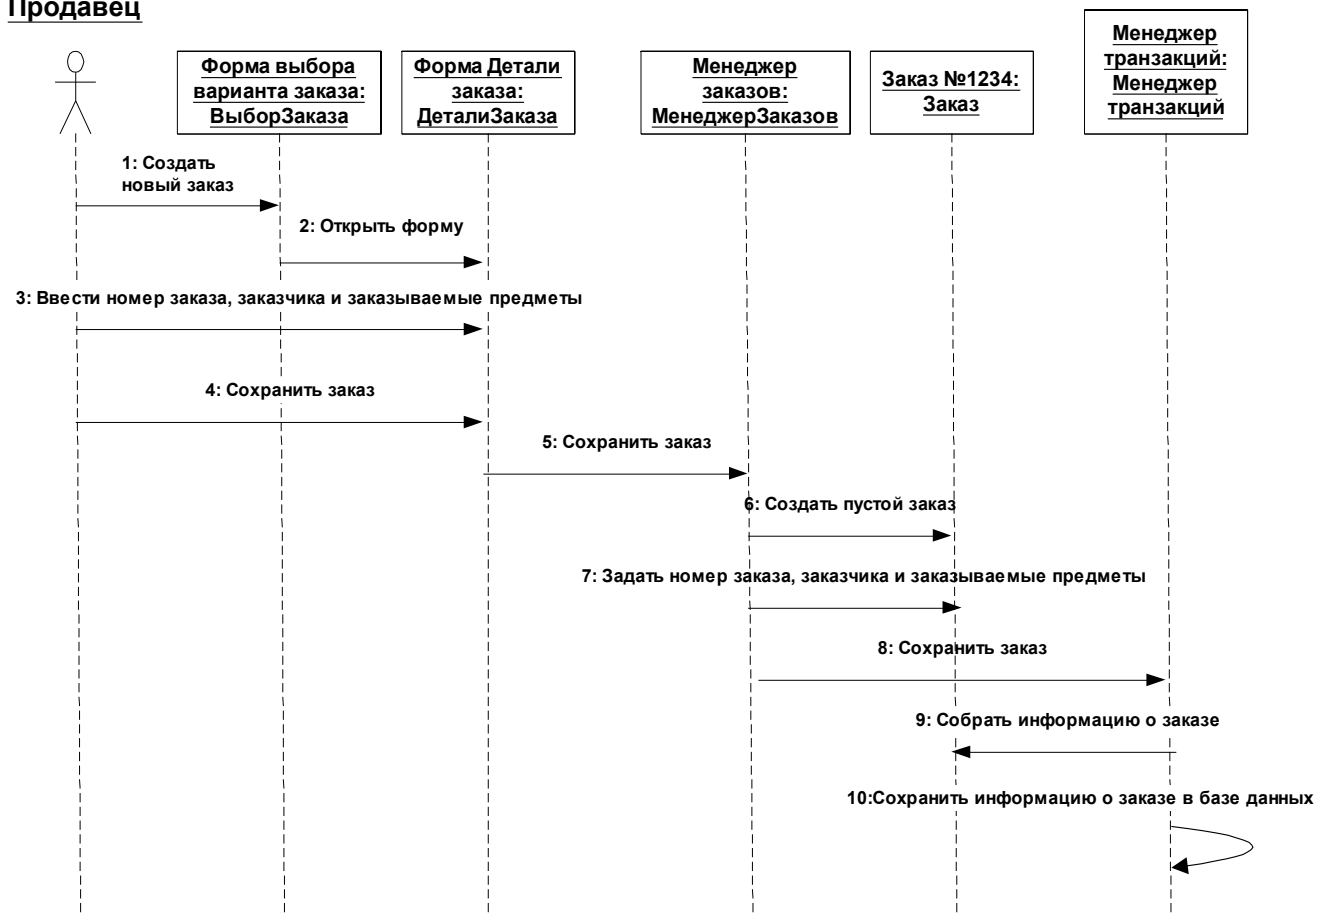 Продавец
Форма выбора
варианта заказа:
ВыборЗаказа
Форма Детали
заказа:
ДеталиЗаказа
Менеджер
заказов:
МенеджерЗаказов
Заказ №1234:
Заказ
Менеджер
транзакций:
Менеджер
транзакций
1: Создать
новый заказ
2: Открыть форму
3: Ввести номер заказа, заказчика и заказываемые предметы
4: Сохранить заказ
5: Сохранить заказ
6: Создать пустой заказ
7: Задать номер заказа, заказчика и заказываемые предметы
8: Сохранить заказ
9: Собрать информацию о заказе
10:Сохранить информацию о заказе в базе данных